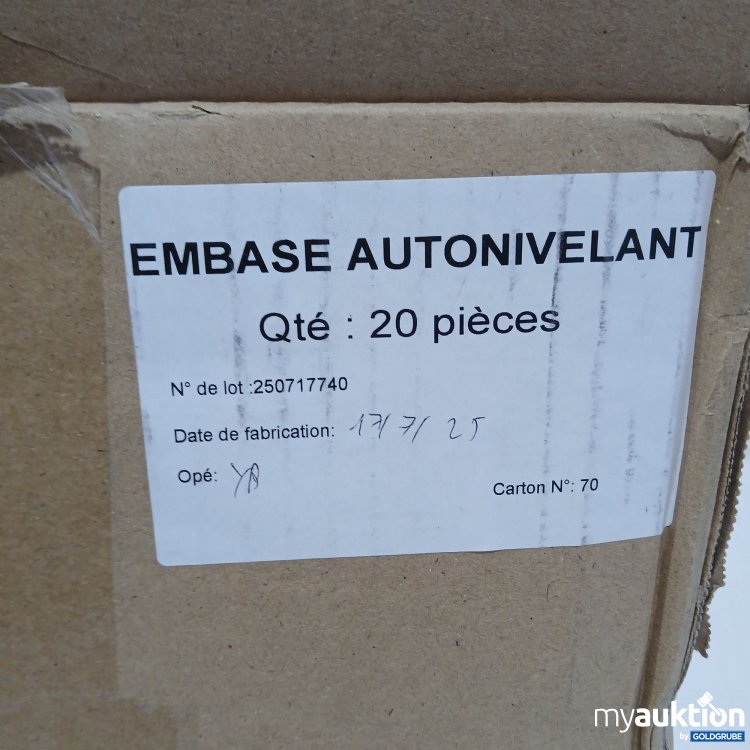 EMBASE AUTONIVELANT
Qté : 20 pièces
N° de lot :250717740
Date de fabrication: 17/7/25
Opé: YA
Carton N°: 70
myauktion
by GOLDGRUBE